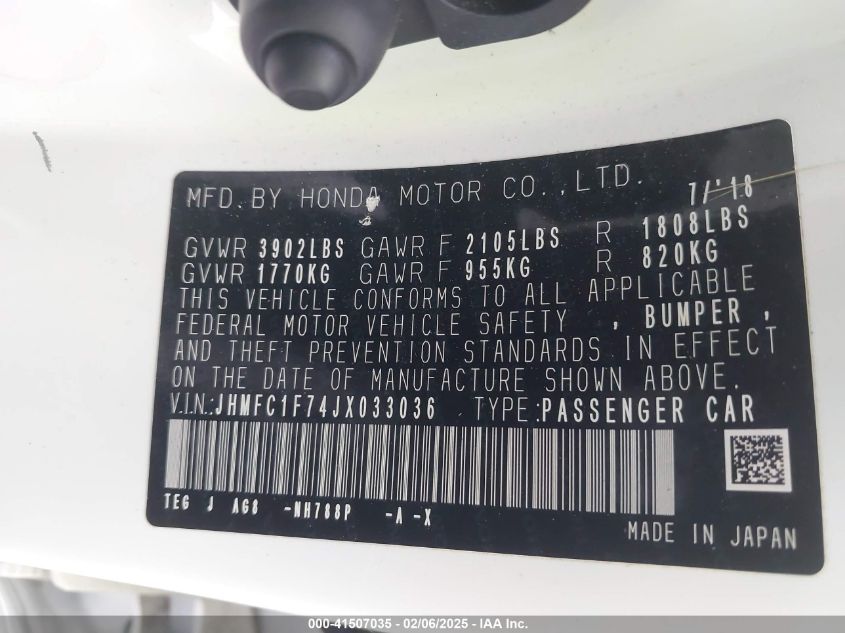 MFD. BY HONDA MOTOR CO., LTD. 7/'18
GVWR 3902LBS GAWR F 2105LBS R 1808LBS
GVWR 1770KG GAWR F 955KG R 820KG
THIS VEHICLE CONFORMS TO ALL APPLICABLE
FEDERAL MOTOR VEHICLE SAFETY , BUMPER ,
AND THEFT PREVENTION STANDARDS IN EFFECT
ON THE DATE OF MANUFACTURE SHOWN ABOVE.
V.I.N.:JHMFC1F74JX033036 TYPE:PASSENGER CAR
TEG J AG8 -NH788P -A -X
MADE IN JAPAN
000-41507035 - 02/06/2025 - IAA Inc.